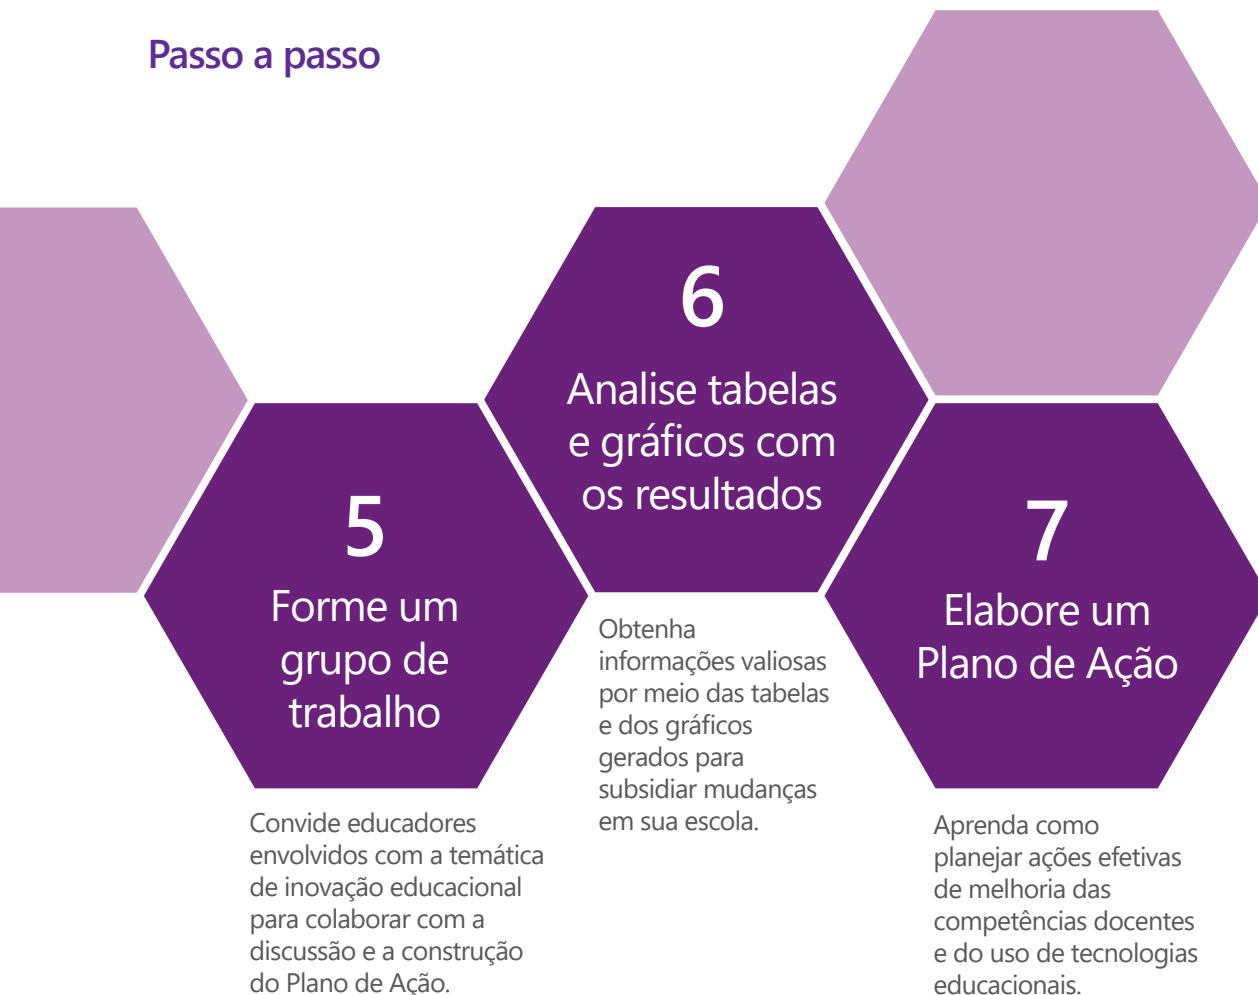 Passo a passo
5
Forme um
grupo de
trabalho
Convide educadores
envolvidos com a temática
de inovação educacional
para colaborar com a
discussão e a construção
do Plano de Ação.
6
Analise tabelas
e gráficos com
os resultados
Obtenha
informações valiosas
por meio das tabelas
e dos gráficos
gerados para
subsidiar mudanças
em sua escola.
7
Elabore um
Plano de Ação
Aprenda como
planejar ações efetivas
de melhoria das
competências docentes
e do uso de tecnologias
educacionais.